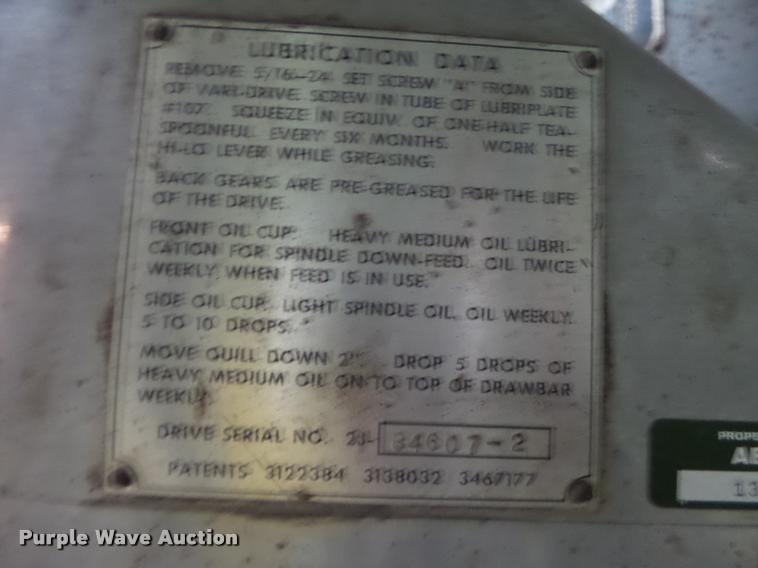 LUBRICATION DATA
REMOVE 5/16-24 SET SCREW "A" FROM SIDE
OF VARI-DRIVE. SCREW IN TUBE OF LUBRIPLATE
#107. SQUEEZE IN EQUIV. OF ONE-HALF TEA-
SPOONFUL EVERY SIX MONTHS. WORK THE
HI-LO LEVER WHILE GREASING.
BACK GEARS ARE PRE-GREASED FOR THE LIFE
OF THE DRIVE.
FRONT OIL CUP. HEAVY MEDIUM OIL LUBRI-
CATION FOR SPINDLE DOWN-FEED. OIL TWICE
WEEKLY WHEN FEED IS IN USE.
SIDE OIL CUP. LIGHT SPINDLE OIL. OIL WEEKLY.
5 TO 10 DROPS.
MOVE QUILL DOWN 2". DROP 5 DROPS OF
HEAVY MEDIUM OIL ON TO TOP OF DRAWBAR
WEEKLY.
DRIVE SERIAL NO. 2J-34607-2
PATENTS 3122384 3138032 3467177
PROPE
13
Purple Wave Auction